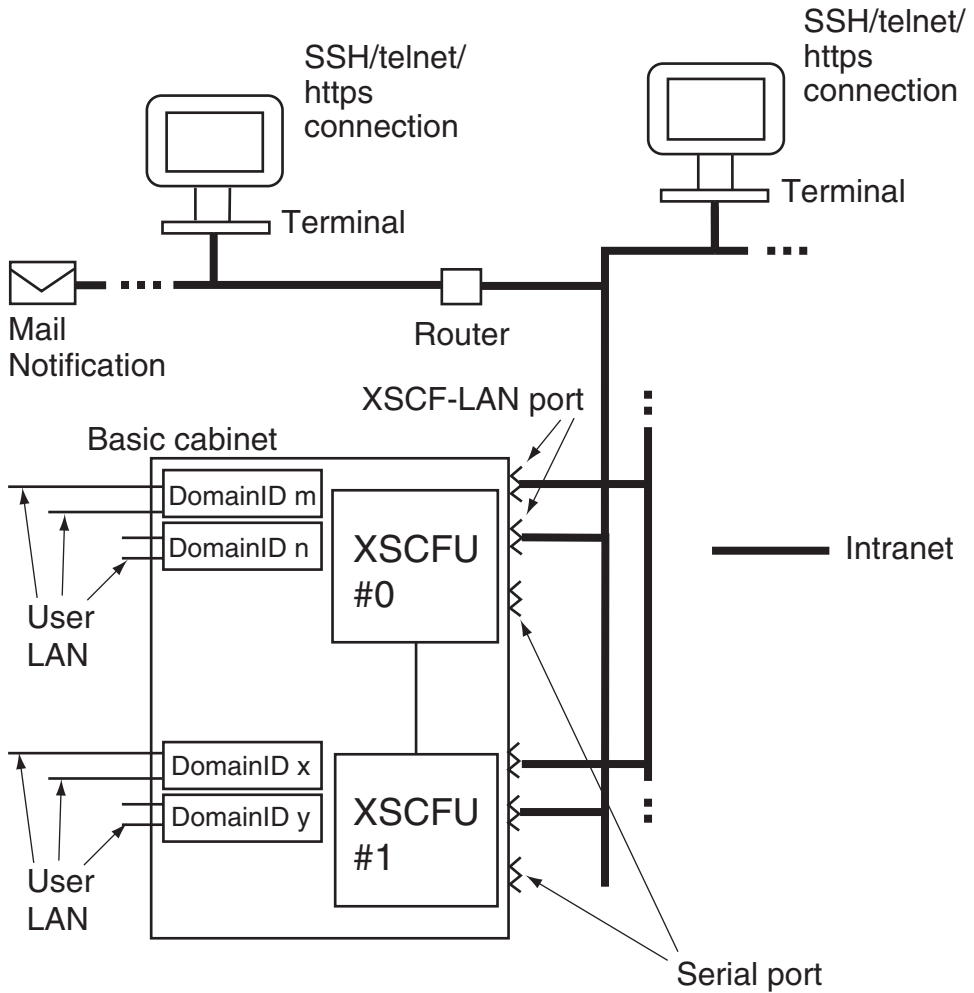 SSH/telnet/
https
connection
Terminal
SSH/telnet/
https
connection
Terminal
Mail
Notification
Router
XSCF-LAN port
Basic cabinet
DomainID m
DomainID n
XSCFU
#0
Intranet
User
LAN
DomainID x
DomainID y
XSCFU
#1
User
LAN
Serial port